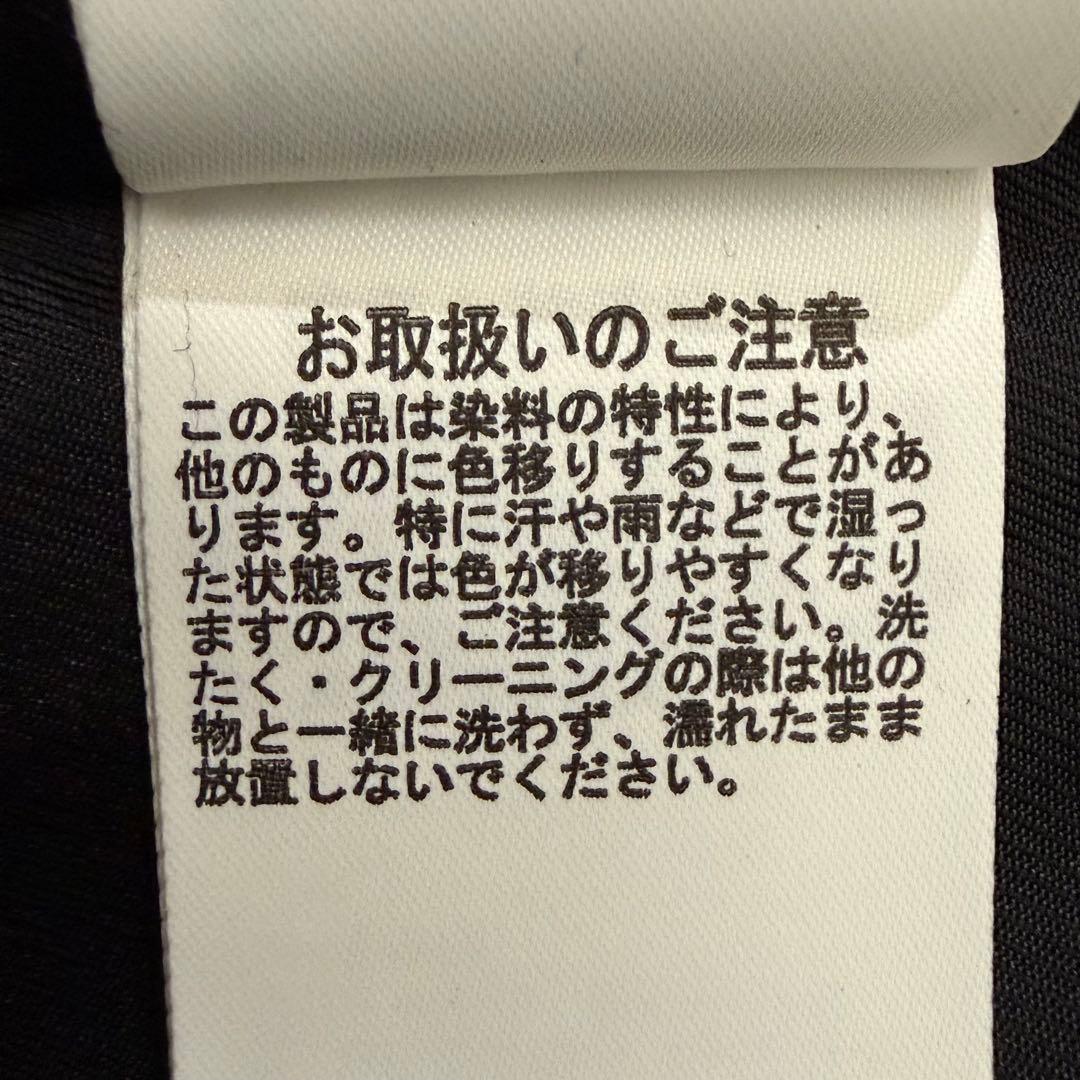 お取扱いのご注意
この製品は染料の特性により、
他のものに色移りすることがあ
ります。特に汗や雨などで湿っ
た状態では色が移りやすくなり
ますので、ご注意ください。洗
たく・クリーニングの際は他の
物と一緒に洗わず、濡れたまま
放置しないでください。